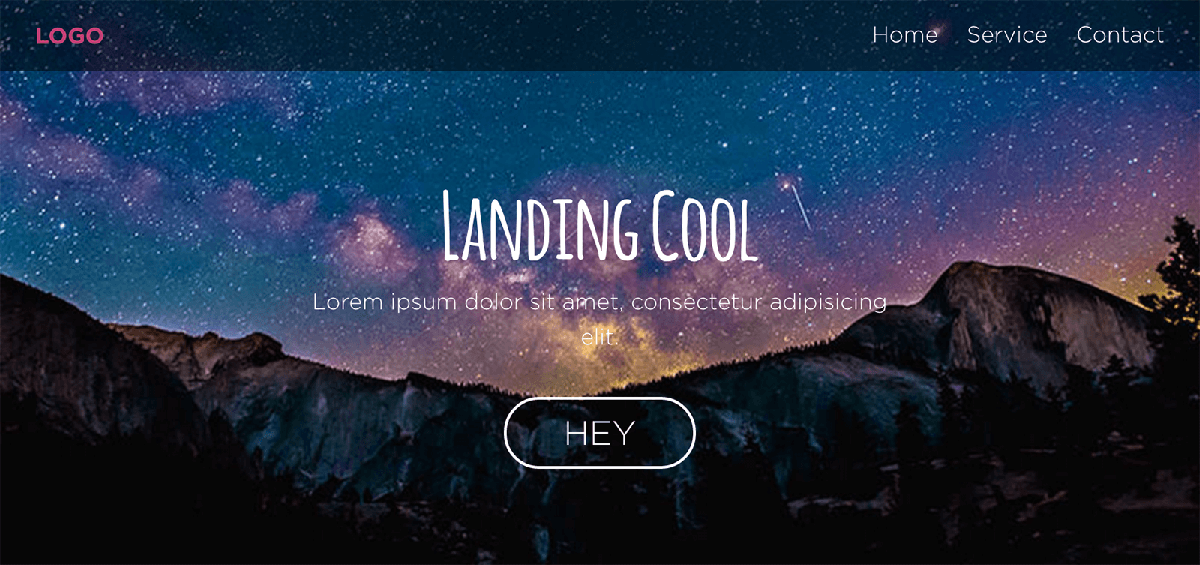 LOGO
Home Service Contact
Landing Cool
Lorem ipsum dolor sit amet, consectetur adipisicing
elit.
HEY